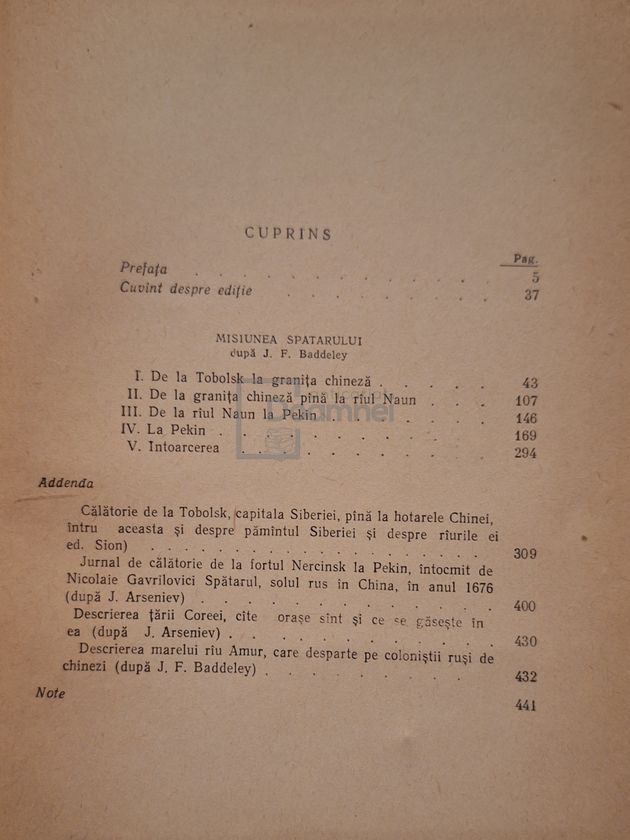 CUPRINS
Pag.
Prefața . . . . . . . . . . . . 5
Cuvînt despre ediție . . . . . . . . 37
MISIUNEA SPATARULUI
după J. F. Baddeley
I. De la Tobolsk la granița chineză . . . . . 43
II. De la granița chineză pînă la rîul Naun . . . 107
III. De la rîul Naun la Pekin . . . . . . . 146
IV. La Pekin . . . . . . . . . . . 169
V. Intoarcerea . . . . . . . . . . 294
Addenda
Călătorie de la Tobolsk, capitala Siberiei, pînă la hotarele Chinei,
întru aceasta și despre pămîntul Siberiei și despre rîurile ei
ed. Sion) . . . . . . . . . . . . . . . . 309
Jurnal de călătorie de la fortul Nercinsk la Pekin, întocmit de
Nicolaie Gavrilovici Spătarul, solul rus în China, în anul 1676
(după J. Arseniev) . . . . . . . . . . . . . 400
Descrierea țării Coreei, cîte orașe sînt și ce se găsește în
ea (după J. Arseniev) . . . . . . . . . . . 430
Descrierea marelui rîu Amur, care desparte pe coloniștii ruși de
chinezi (după J. F. Baddeley) . . . . . . . . . 432
Note 441